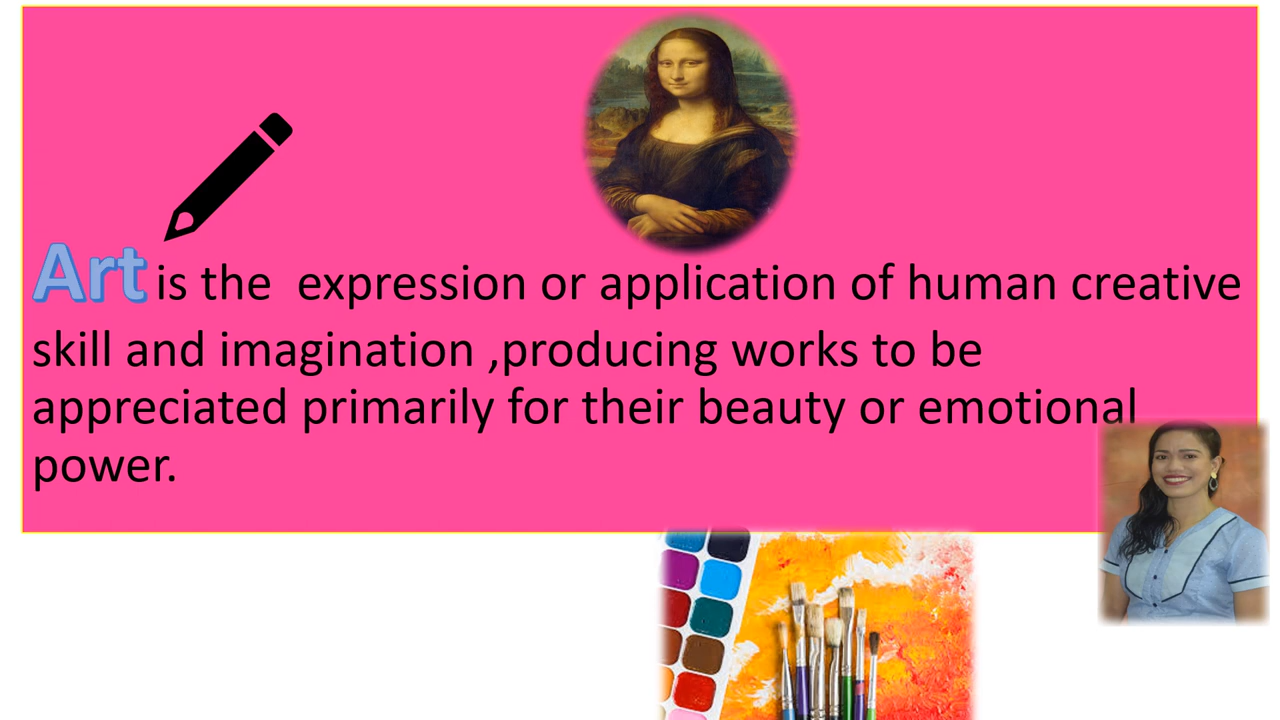 Art is the  expression or application of human creative
skill and imagination ,producing works to be
appreciated primarily for their beauty or emotional
power.